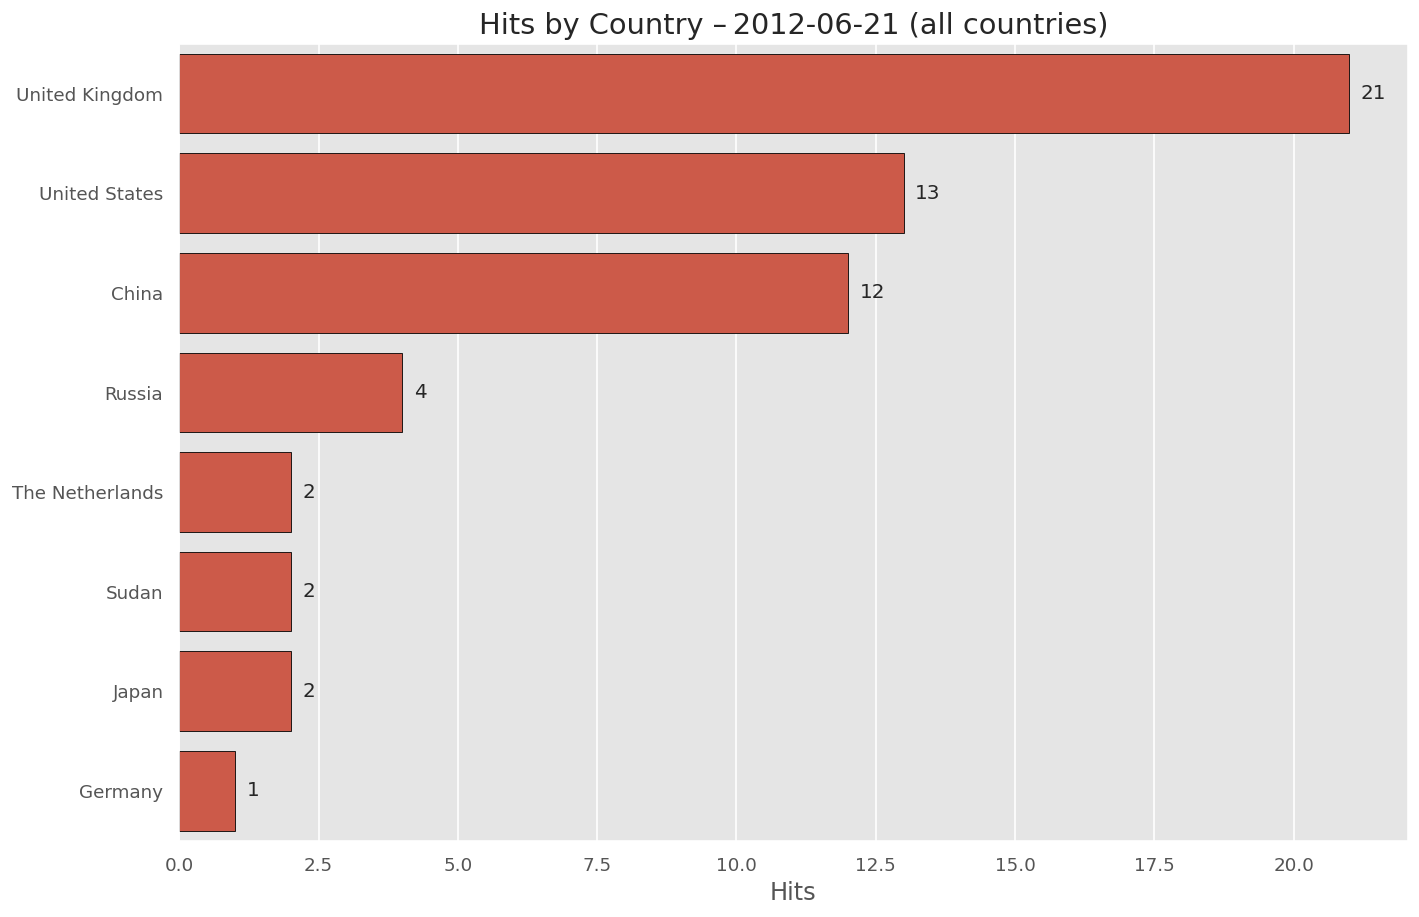 Hits by Country – 2012-06-21 (all countries)
United Kingdom 21
United States 13
China 12
Russia 4
The Netherlands 2
Sudan 2
Japan 2
Germany 1
0.0 2.5 5.0 7.5 10.0 12.5 15.0 17.5 20.0
Hits